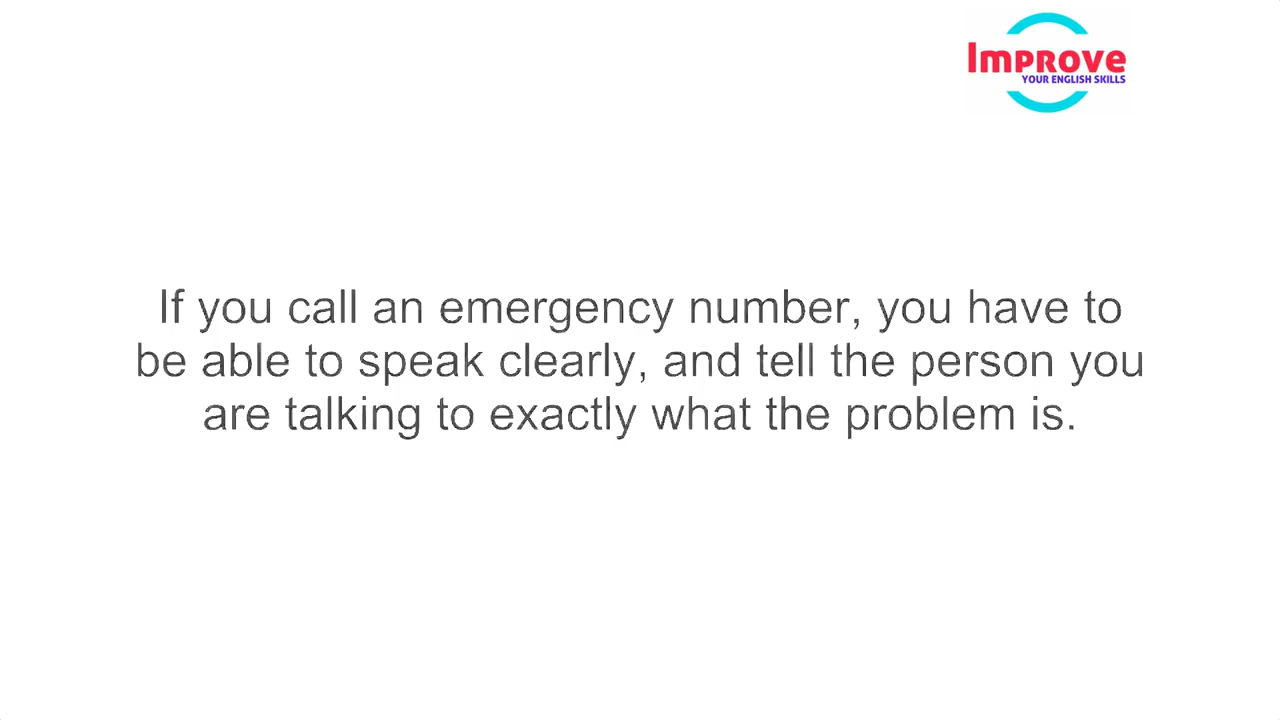 Improve
YOUR ENGLISH SKILLS
If you call an emergency number, you have to
be able to speak clearly, and tell the person you
are talking to exactly what the problem is.